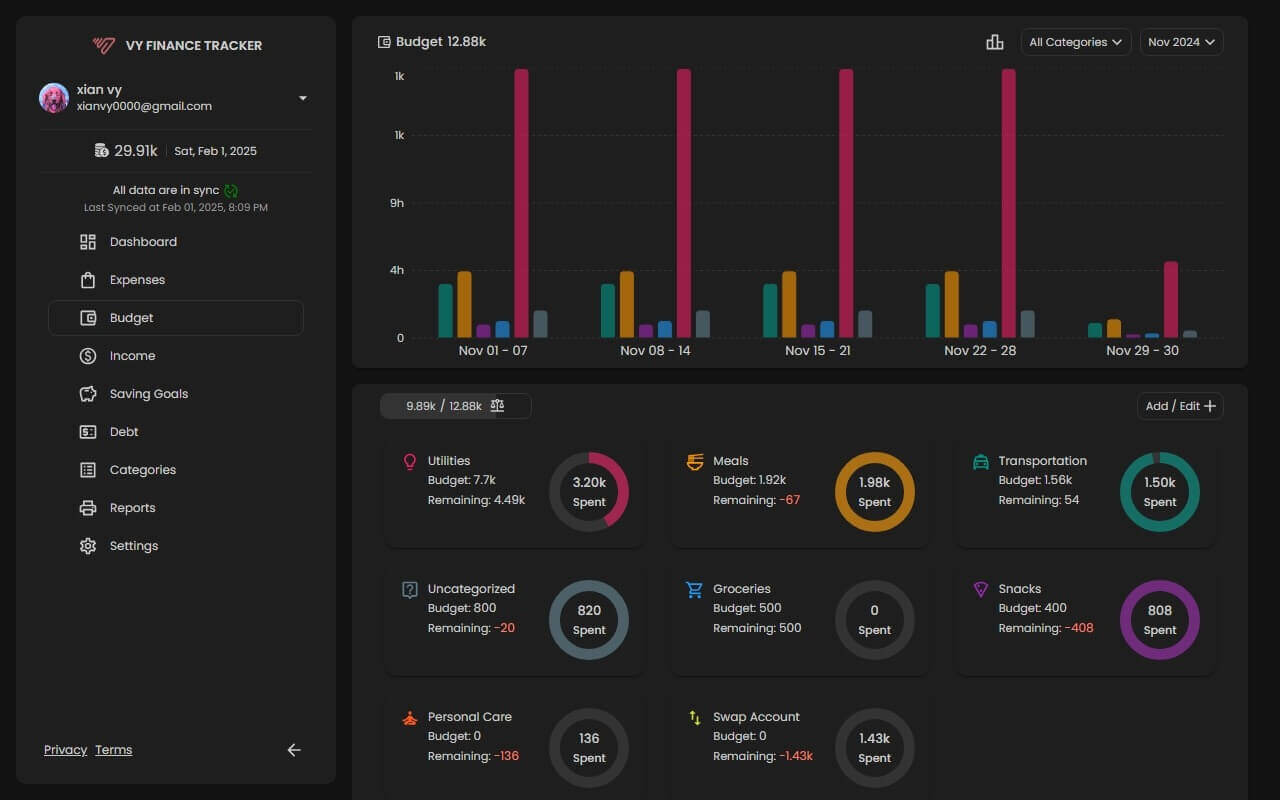 VY FINANCE TRACKER
xian vy
xianvy0000@gmail.com
29.91k
Sat, Feb 1, 2025
All data are in sync
Last Synced at Feb 01, 2025, 8:09 PM
Dashboard
Expenses
Budget
Income
Saving Goals
Debt
Categories
Reports
Settings
Privacy Terms
Budget 12.88k
All Categories
Nov 2024
1k
1k
9h
4h
0
Nov 01 - 07
Nov 08 - 14
Nov 15 - 21
Nov 22 - 28
Nov 29 - 30
9.89k / 12.88k
Add / Edit
Utilities
Budget: 7.7k
Remaining: 4.49k
3.20k
Spent
Meals
Budget: 1.92k
Remaining: -67
1.98k
Spent
Transportation
Budget: 1.56k
Remaining: 54
1.50k
Spent
Uncategorized
Budget: 800
Remaining: -20
820
Spent
Groceries
Budget: 500
Remaining: 500
0
Spent
Snacks
Budget: 400
Remaining: -408
808
Spent
Personal Care
Budget: 0
Remaining: -136
136
Spent
Swap Account
Budget: 0
Remaining: -1.43k
1.43k
Spent